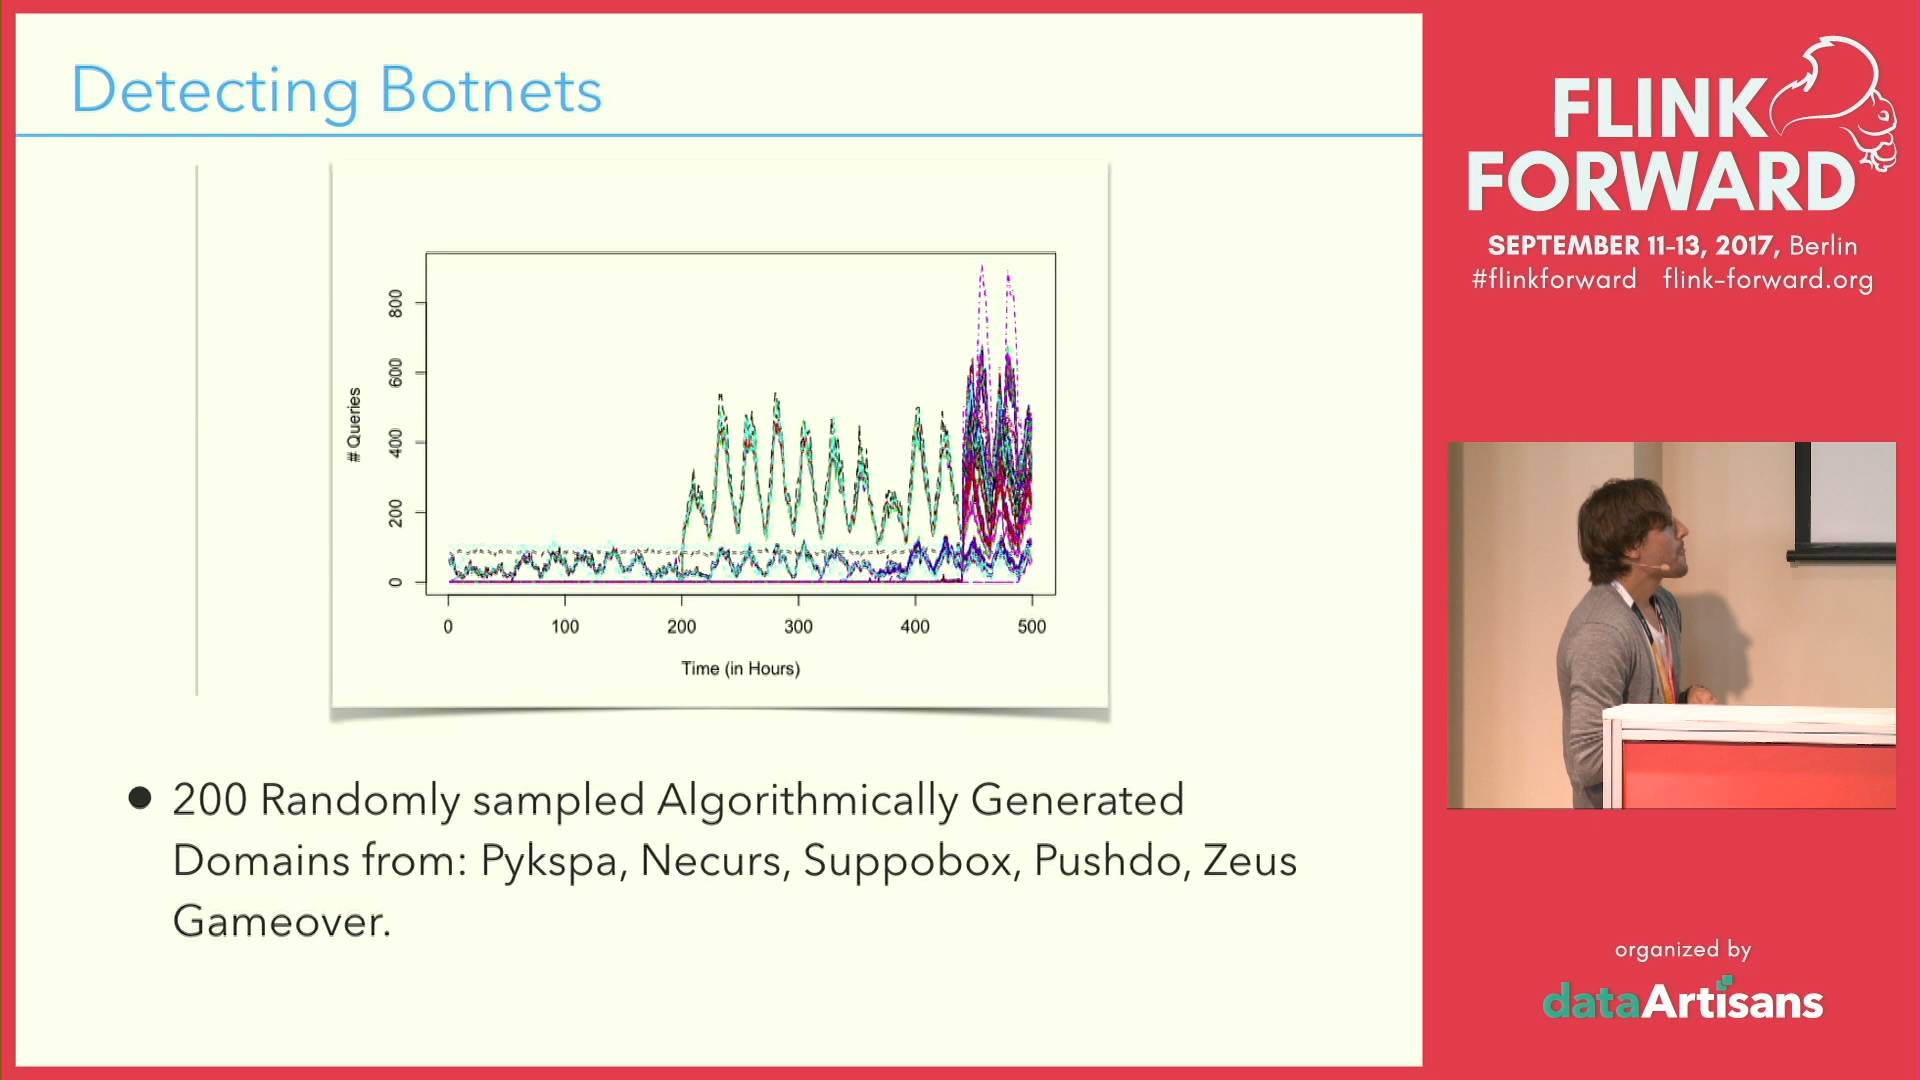 Detecting Botnets
# Queries
800
600
400
200
0
0 100 200 300 400 500
Time (in Hours)
● 200 Randomly sampled Algorithmically Generated
Domains from: Pykspa, Necurs, Suppobox, Pushdo, Zeus
Gameover.
FLINK
FORWARD
SEPTEMBER 11-13, 2017, Berlin
#flinkforward flink-forward.org
organized by
dataArtisans